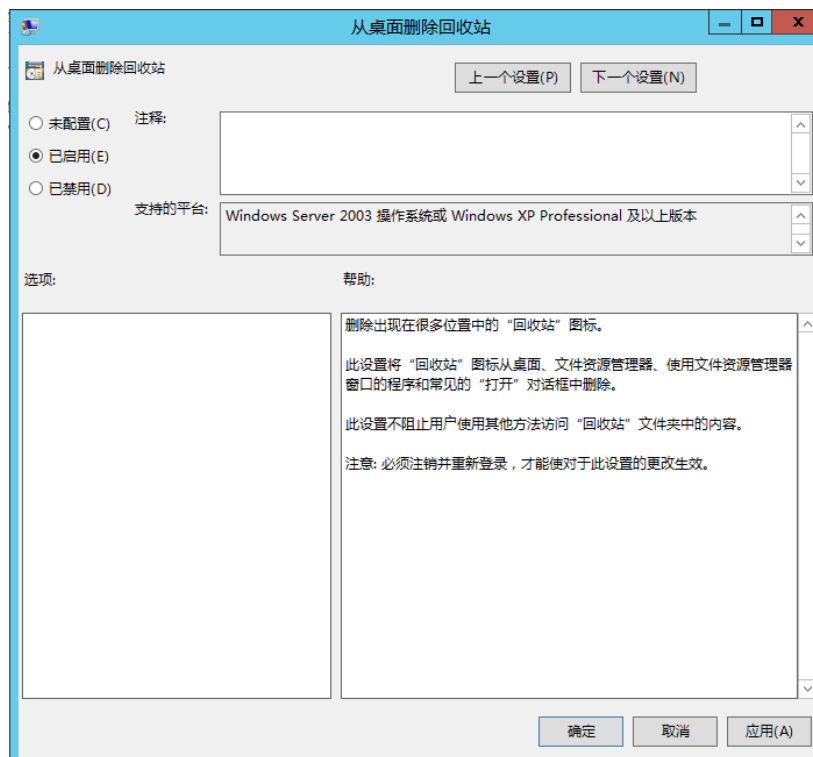 从桌面删除回收站
从桌面删除回收站
上一个设置(P)
下一个设置(N)
未配置(C)
已启用(E)
已禁用(D)
注释:
支持的平台:
Windows Server 2003 操作系统或 Windows XP Professional 及以上版本
选项:
帮助:
删除出现在很多位置中的“回收站”图标。
此设置将“回收站”图标从桌面、文件资源管理器、使用文件资源管理器
窗口的程序和常见的“打开”对话框中删除。
此设置不阻止用户使用其他方法访问“回收站”文件夹中的内容。
注意: 必须注销并重新登录，才能使对于此设置的更改生效。
确定
取消
应用(A)